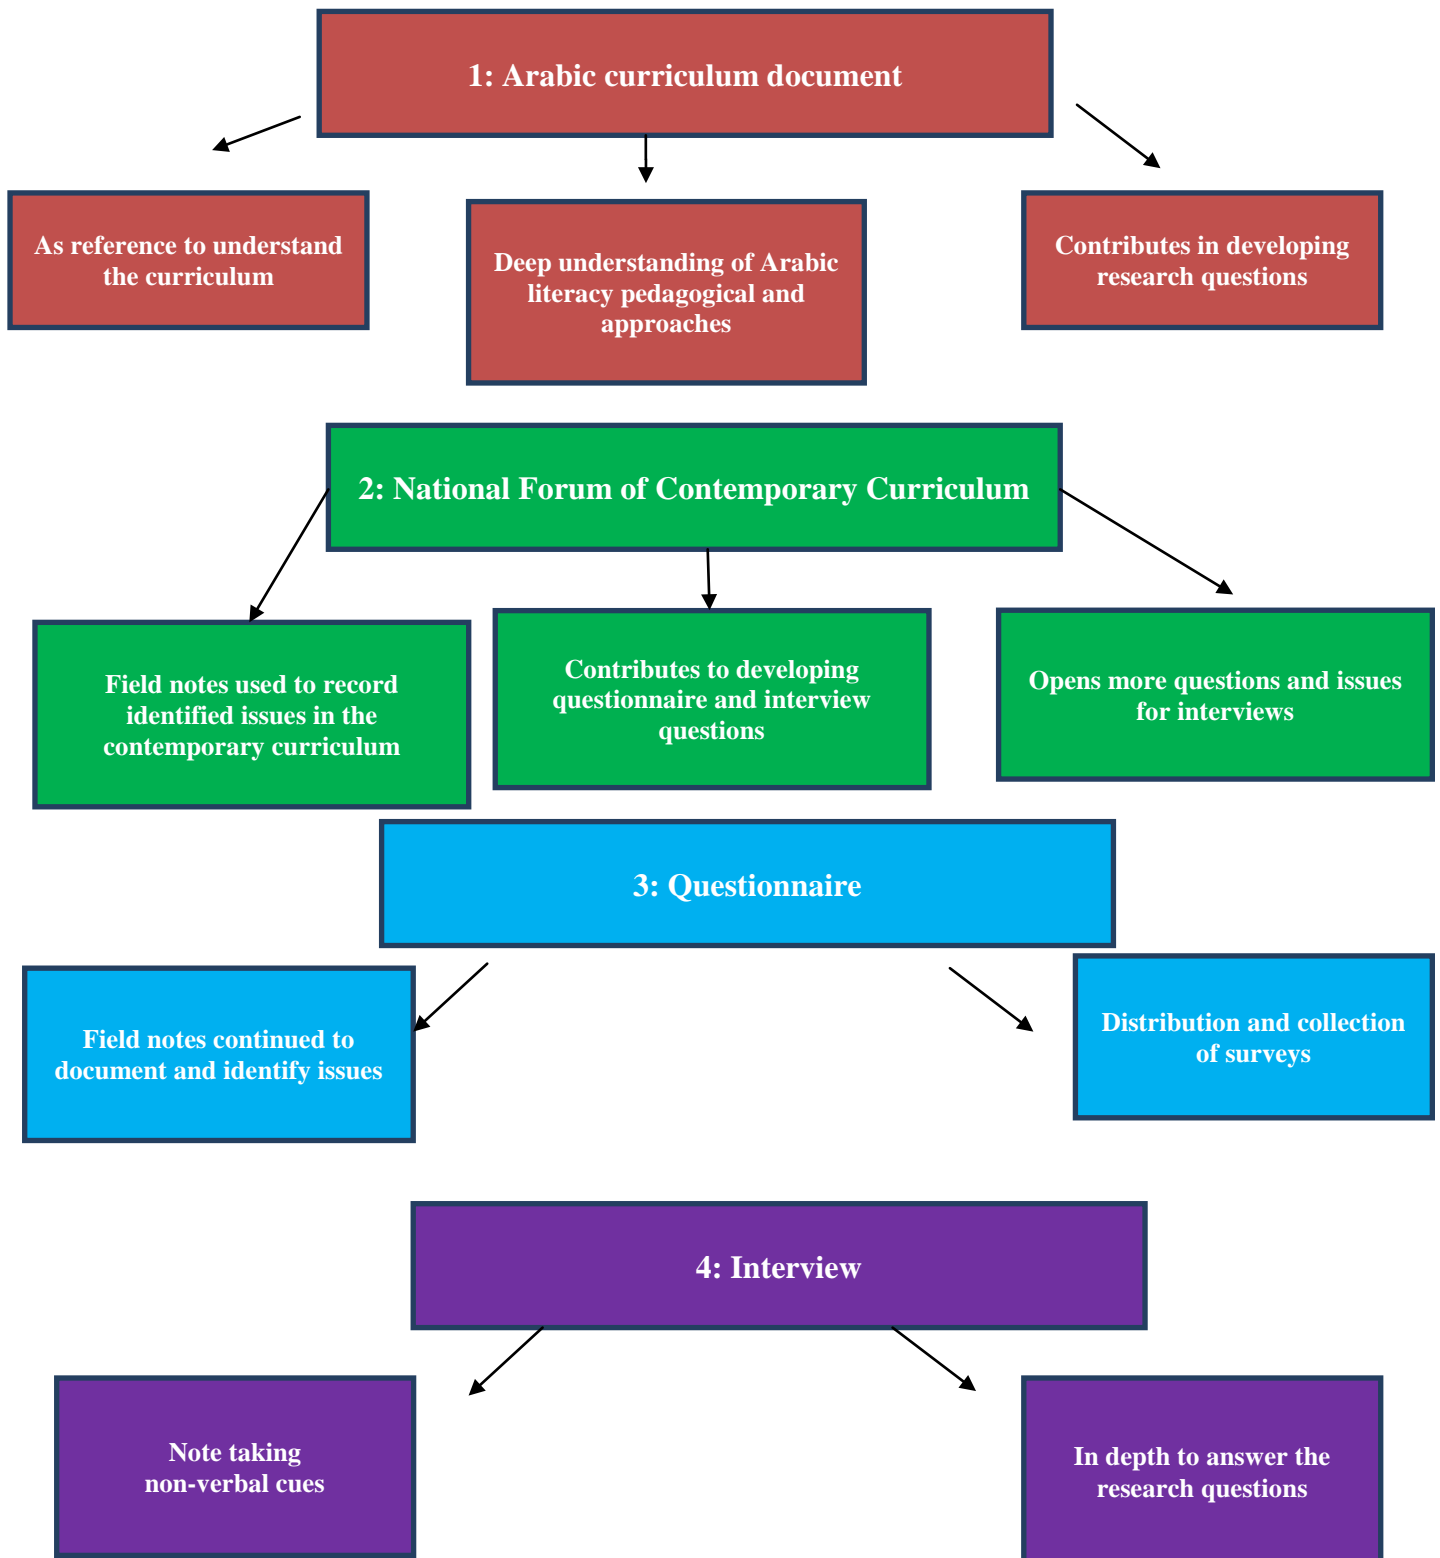 1: Arabic curriculum document
As reference to understand
the curriculum
Deep understanding of Arabic
literacy pedagogical and
approaches
Contributes in developing
research questions
2: National Forum of Contemporary Curriculum
Field notes used to record
identified issues in the
contemporary curriculum
Contributes to developing
questionnaire and interview
questions
Opens more questions and issues
for interviews
3: Questionnaire
Field notes continued to
document and identify issues
Distribution and collection
of surveys
4: Interview
Note taking
non-verbal cues
In depth to answer the
research questions